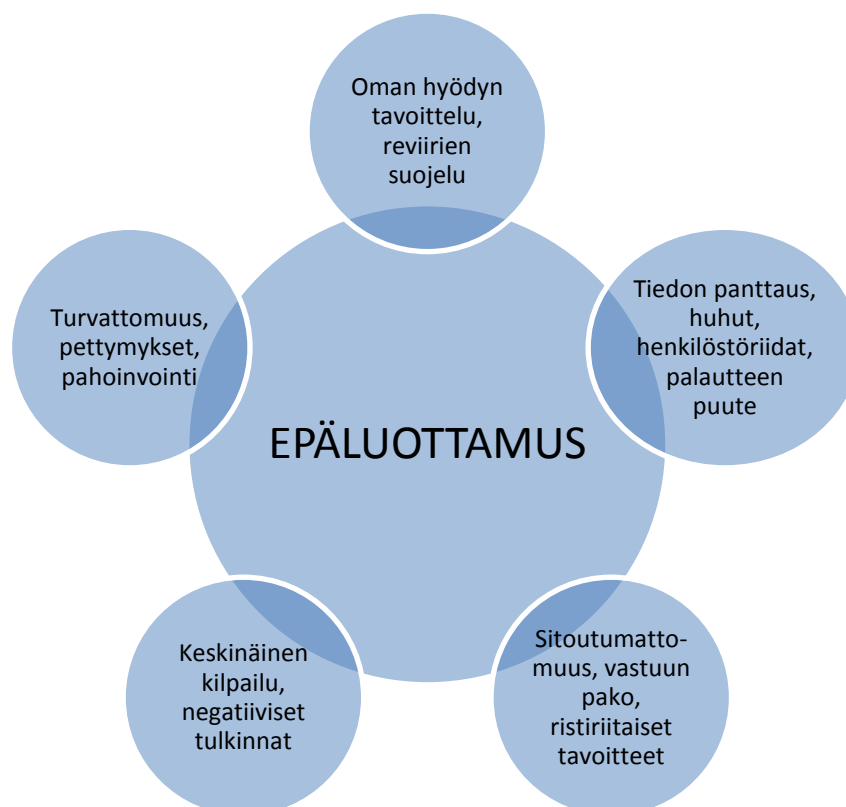 Oman hyödyn
tavoittelu,
reviirien
suojelu
Tiedon panttaus,
huhut,
henkilöstöriidat,
palautteen
puute
Sitoutumatto-
muus, vastuun
pako,
ristiriitaiset
tavoitteet
Keskinäinen
kilpailu,
negatiiviset
tulkinnat
Turvattomuus,
pettymykset,
pahoinvointi
EPÄLUOTTAMUS